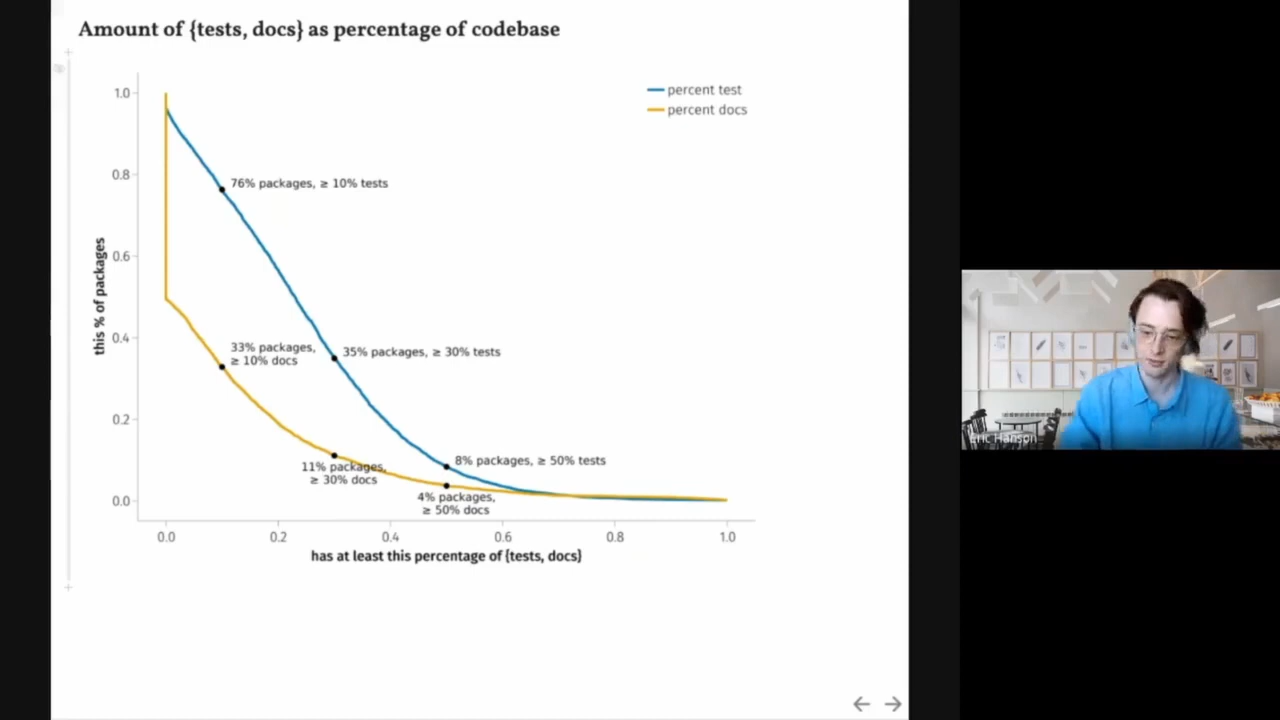 Amount of {tests, docs} as percentage of codebase
percent test
percent docs
1.0
0.8
0.6
0.4
0.2
0.0
this % of packages
76% packages, ≥ 10% tests
33% packages,
≥ 10% docs
35% packages, ≥ 30% tests
11% packages,
≥ 30% docs
8% packages, ≥ 50% tests
4% packages,
≥ 50% docs
0.0 0.2 0.4 0.6 0.8 1.0
has at least this percentage of {tests, docs}
Eric Hanson